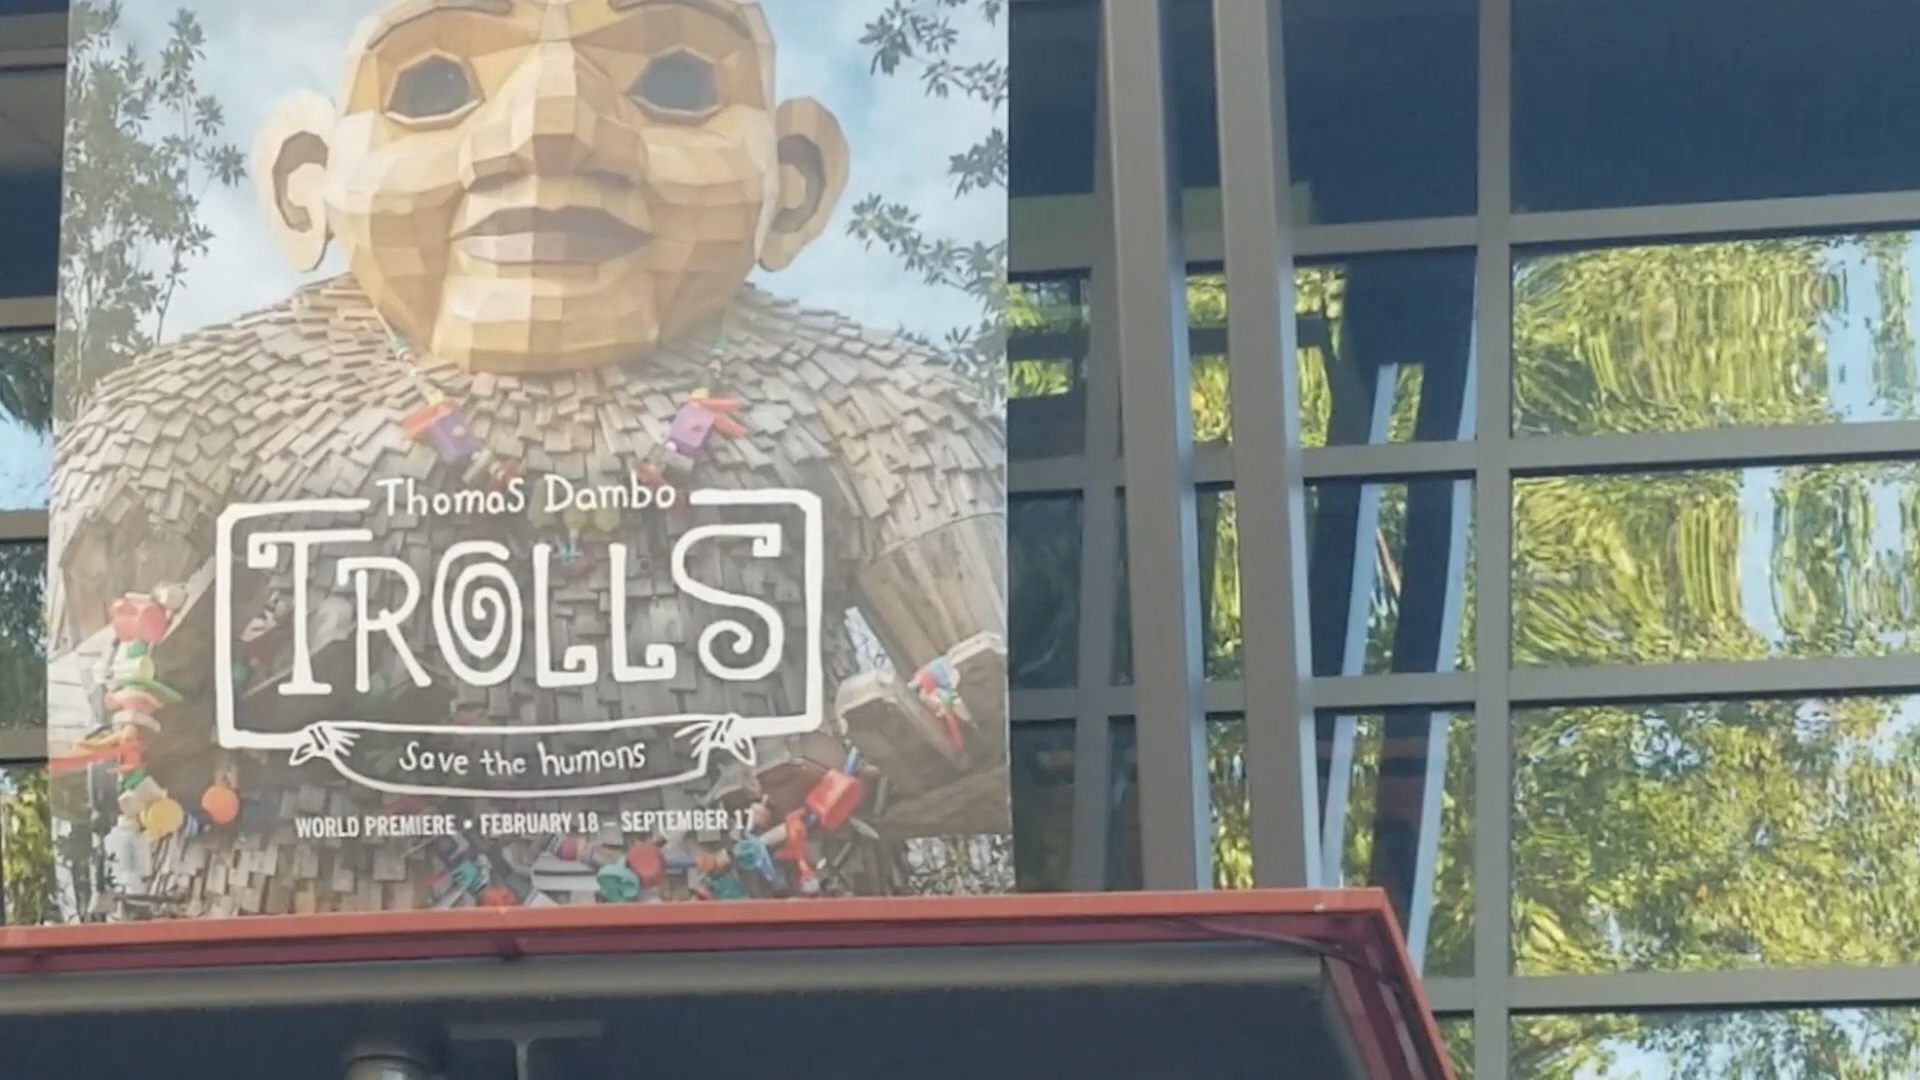 Thomas Dambo
TROLLS
Save the humans
WORLD PREMIERE • FEBRUARY 18 – SEPTEMBER 17